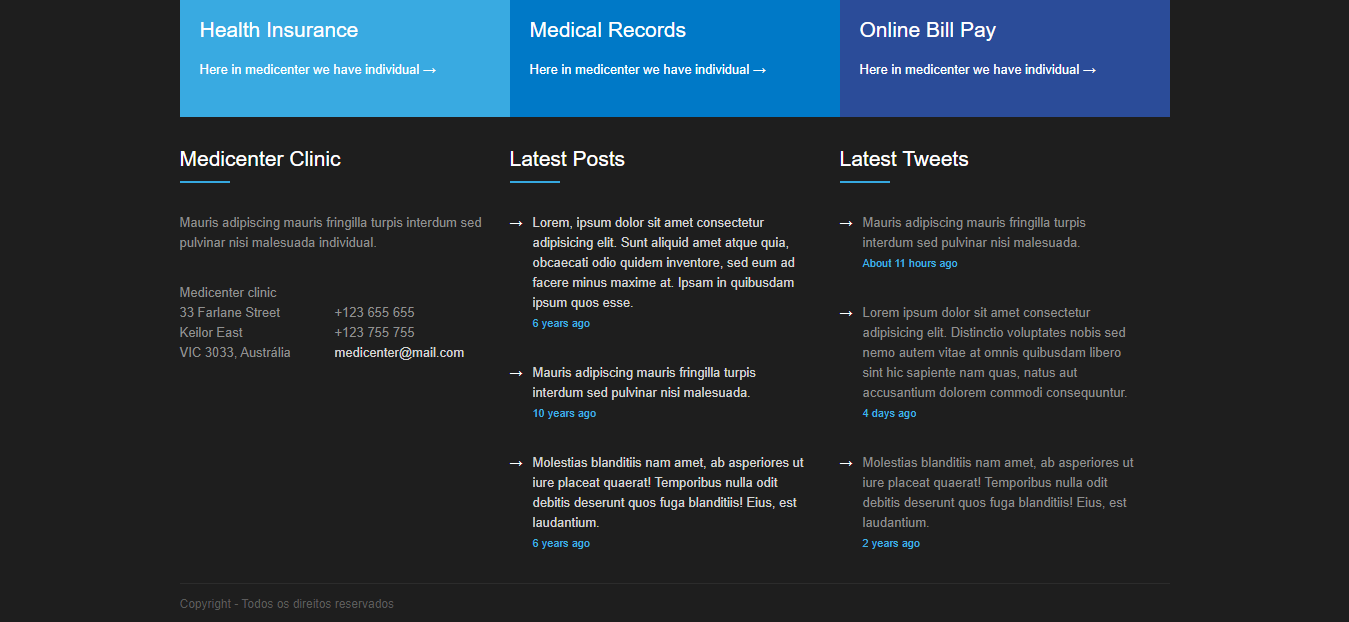 Health Insurance
Here in medicenter we have individual →
Medical Records
Here in medicenter we have individual →
Online Bill Pay
Here in medicenter we have individual →
Medicenter Clinic
Mauris adipiscing mauris fringilla turpis interdum sed
pulvinar nisi malesuada individual.
Medicenter clinic
33 Farlane Street
Keilor East
VIC 3033, Austrália
+123 655 655
+123 755 755
medicenter@mail.com
Latest Posts
→ Lorem, ipsum dolor sit amet consectetur
adipisicing elit. Sunt aliquid amet atque quia,
obcaecati odio quidem inventore, sed eum ad
facere minus maxime at. Ipsam in quibusdam
ipsum quos esse.
6 years ago
→ Mauris adipiscing mauris fringilla turpis
interdum sed pulvinar nisi malesuada.
10 years ago
→ Molestias blanditiis nam amet, ab asperiores ut
iure placeat quaerat! Temporibus nulla odit
debitis deserunt quos fuga blanditiis! Eius, est
laudantium.
6 years ago
Latest Tweets
→ Mauris adipiscing mauris fringilla turpis
interdum sed pulvinar nisi malesuada.
About 11 hours ago
→ Lorem ipsum dolor sit amet consectetur
adipisicing elit. Distinctio voluptates nobis sed
nemo autem vitae at omnis quibusdam libero
sint hic sapiente nam quas, natus aut
accusantium dolorem commodi consequuntur.
4 days ago
→ Molestias blanditiis nam amet, ab asperiores ut
iure placeat quaerat! Temporibus nulla odit
debitis deserunt quos fuga blanditiis! Eius, est
laudantium.
2 years ago
Copyright - Todos os direitos reservados